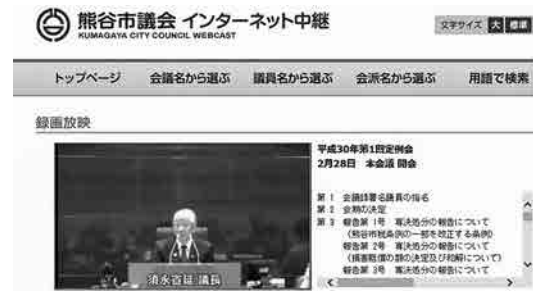 熊谷市議会 インターネット中継
KUMAGAYA CITY COUNCIL WEBCAST
文字サイズ 大 標準
トップページ 会議名から選ぶ 議員名から選ぶ 会派名から選ぶ 用語で検索
録画放映
平成30年第1回定例会
2月28日 本会議 開会
第 1 会議録署名議員の指名
第 2 会期の決定
第 3 報告第 1号 専決処分の報告について
(熊谷市税条例の一部を改正する条例)
報告第 2号 専決処分の報告について
(損害賠償の額の決定及び和解について)
報告第 3号 専決処分の報告について
須永宣延 議長